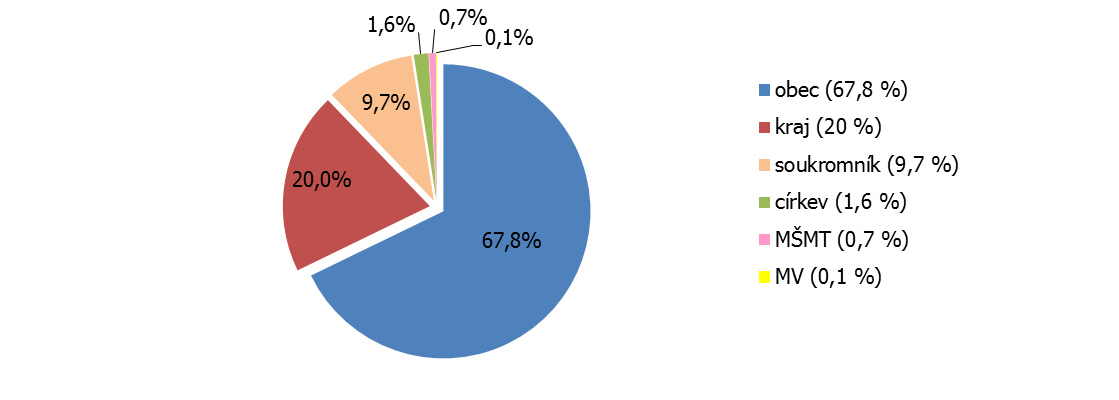 0,7%
1,6%
0,1%
9,7%
20,0%
67,8%
obec (67,8 %)
kraj (20 %)
soukromník (9,7 %)
církev (1,6 %)
MŠMT (0,7 %)
MV (0,1 %)